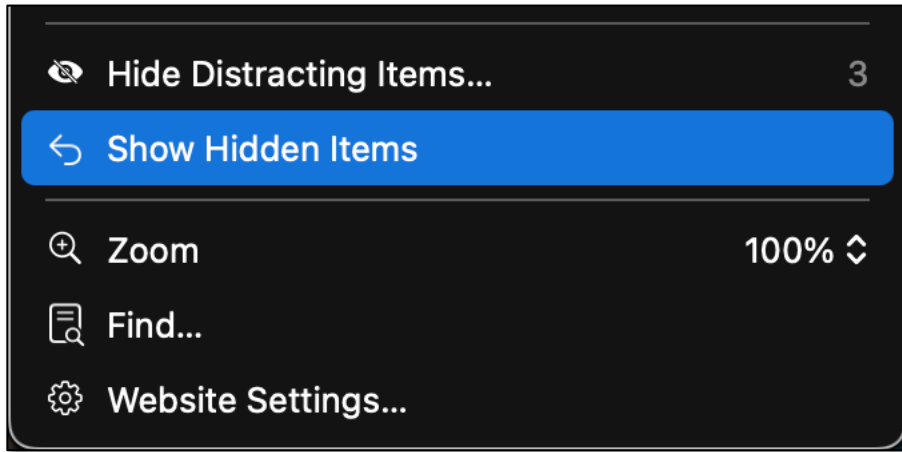 Hide Distracting Items... 3
Show Hidden Items
Zoom 100%
Find...
Website Settings...